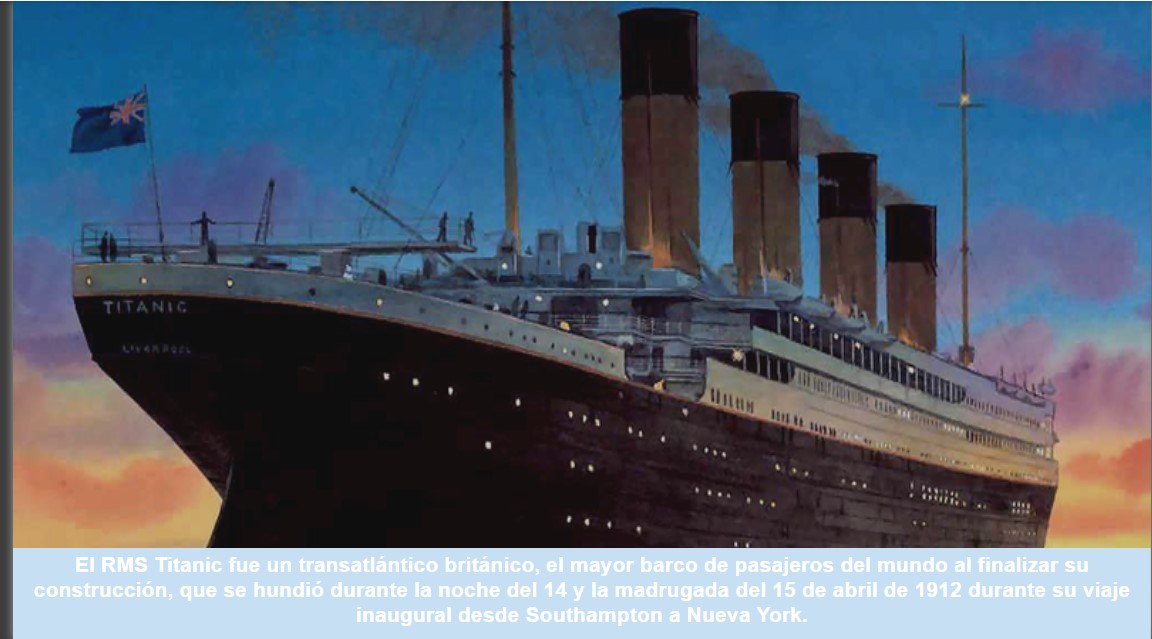 TITANIC
LIVERPOOL
El RMS Titanic fue un transatlántico británico, el mayor barco de pasajeros del mundo al finalizar su
construcción, que se hundió durante la noche del 14 y la madrugada del 15 de abril de 1912 durante su viaje
inaugural desde Southampton a Nueva York.